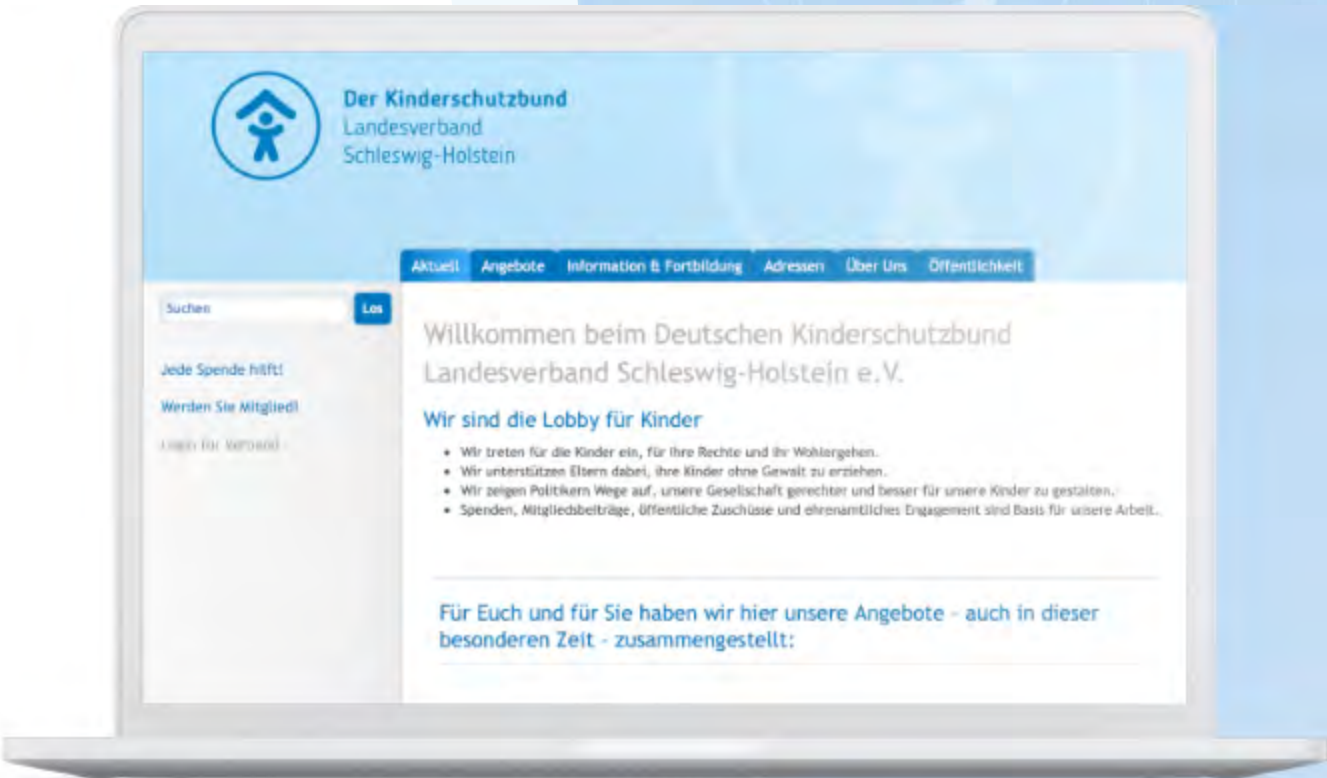 Der Kinderschutzbund
Landesverband
Schleswig-Holstein
Aktuell Angebote Information & Fortbildung Adressen Über Uns Öffentlichkeit
Suchen Los
Jede Spende hilft!
Werden Sie Mitglied!
Login für Verband
Willkommen beim Deutschen Kinderschutzbund
Landesverband Schleswig-Holstein e.V.
Wir sind die Lobby für Kinder
• Wir treten für die Kinder ein, für ihre Rechte und ihr Wohlergehen.
• Wir unterstützen Eltern dabei, ihre Kinder ohne Gewalt zu erziehen.
• Wir zeigen Politikern Wege auf, unsere Gesellschaft gerechter und besser für unsere Kinder zu gestalten.
• Spenden, Mitgliedsbeiträge, öffentliche Zuschüsse und ehrenamtliches Engagement sind Basis für unsere Arbeit.
Für Euch und für Sie haben wir hier unsere Angebote - auch in dieser
besonderen Zeit - zusammengestellt: